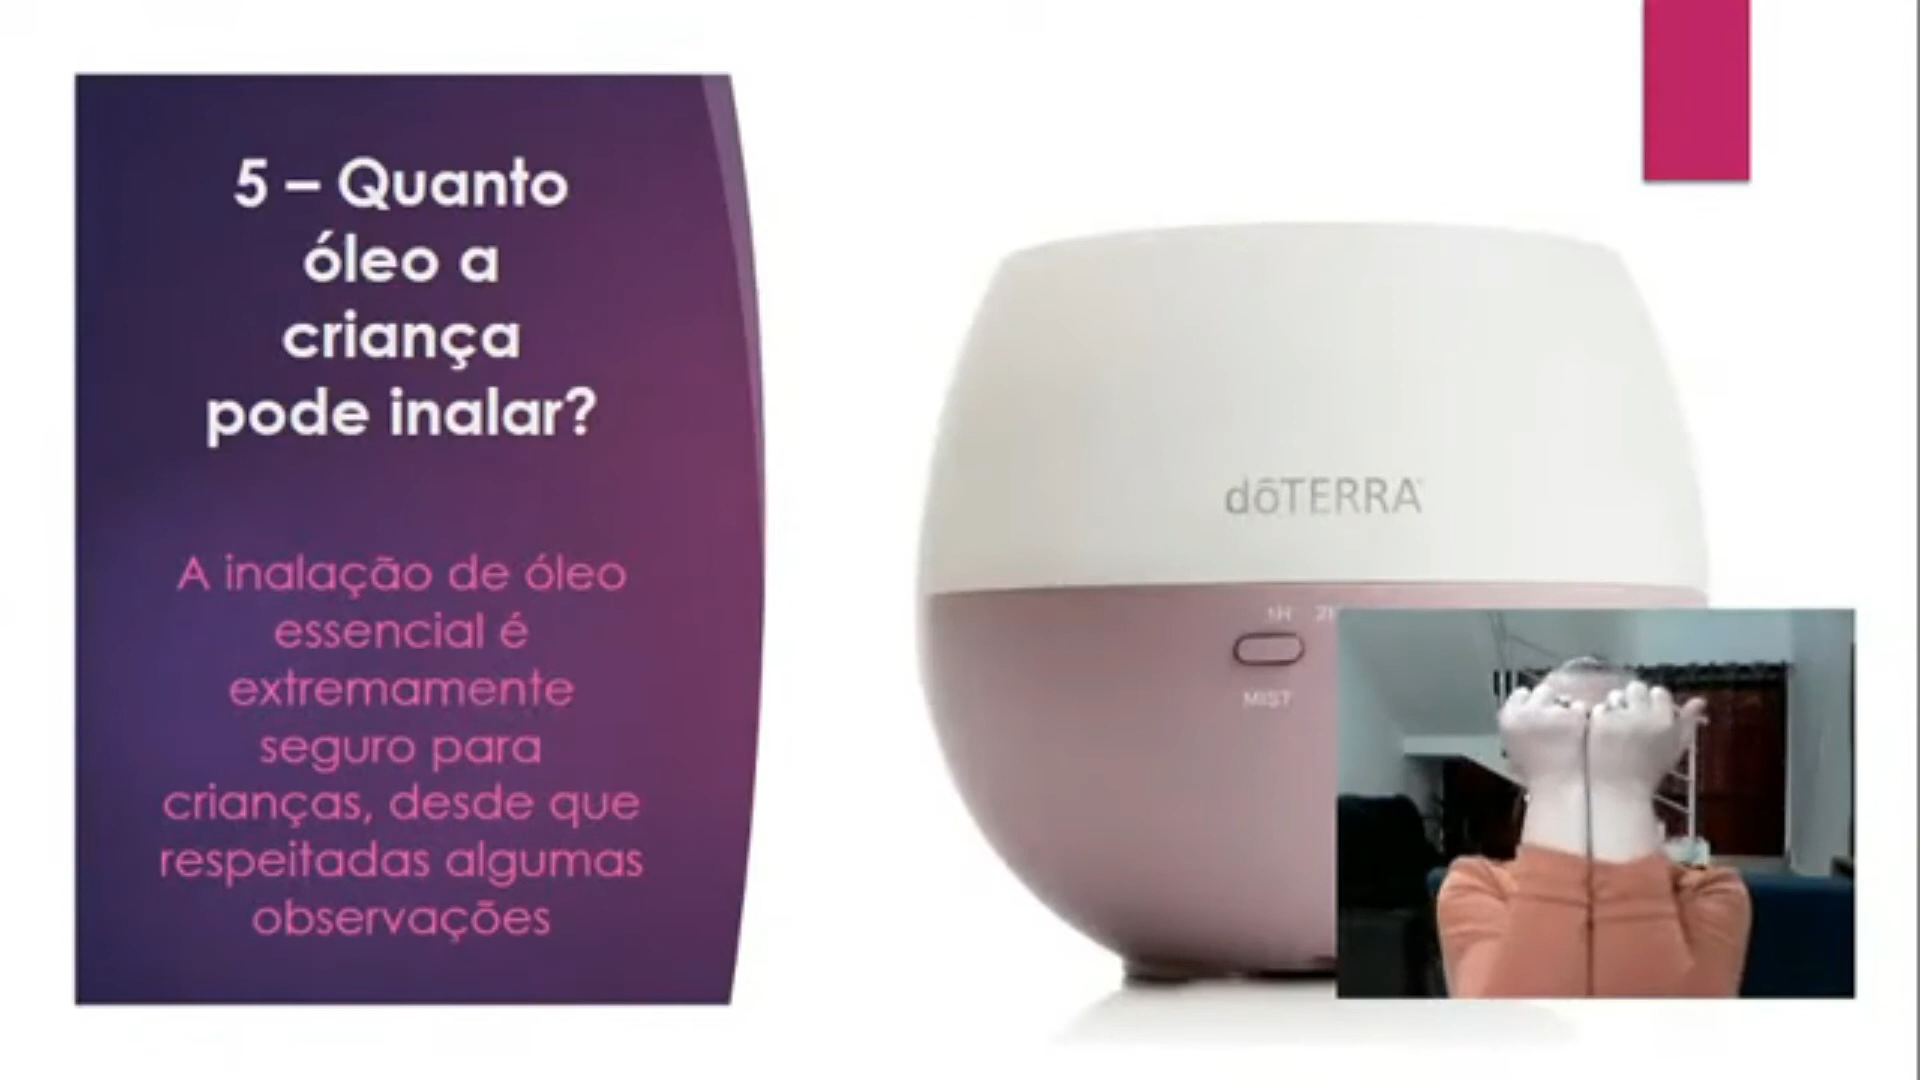 5 – Quanto
óleo a
criança
pode inalar?
A inalação de óleo
essencial é
extremamente
seguro para
crianças, desde que
respeitadas algumas
observações
dōTERRA
1H
MIST